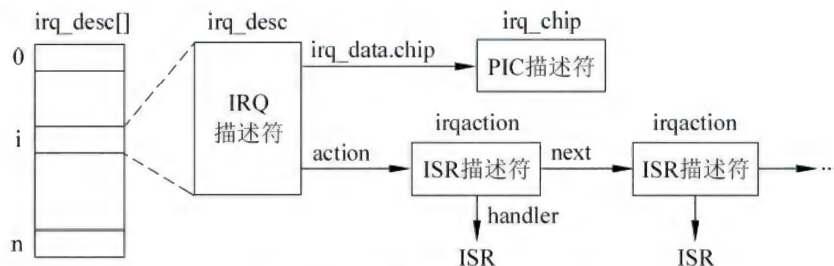 irq_desc[] irq_desc irq_chip
0 irq_data.chip PIC描述符
IRQ
描述符
irqaction irqaction
i
action ISR描述符 next ISR描述符 ...
handler
n ISR ISR